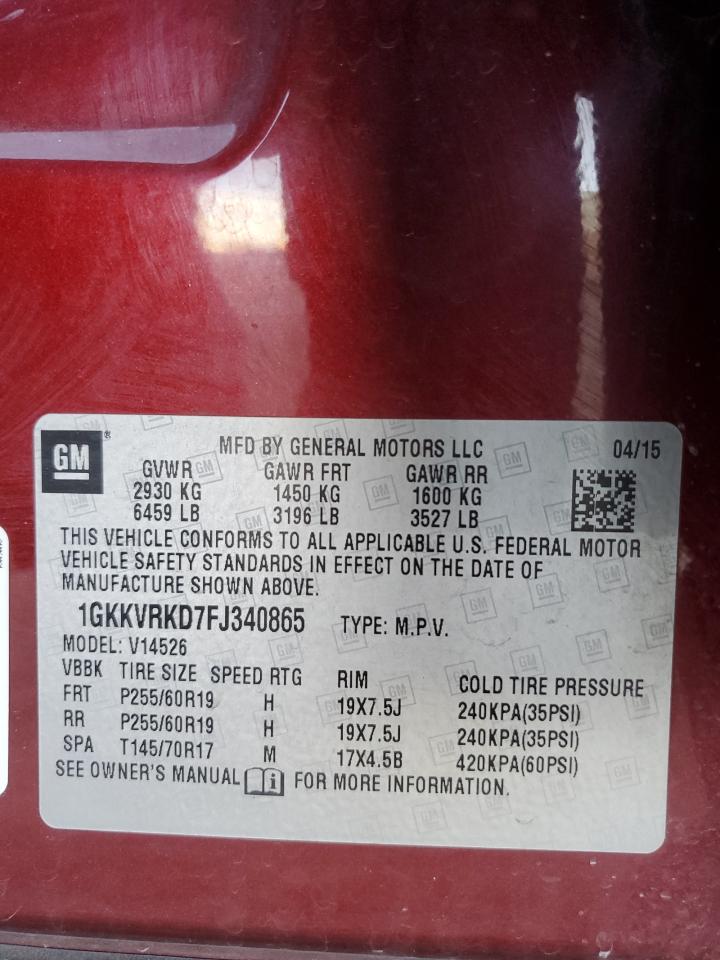 GM ®
MFD BY GENERAL MOTORS LLC 04/15
GVWR GAWR FRT GAWR RR
2930 KG 1450 KG 1600 KG
6459 LB 3196 LB 3527 LB
THIS VEHICLE CONFORMS TO ALL APPLICABLE U.S. FEDERAL MOTOR
VEHICLE SAFETY STANDARDS IN EFFECT ON THE DATE OF
MANUFACTURE SHOWN ABOVE.
1GKKVRKD7FJ340865 TYPE: M.P.V.
MODEL: V14526
VBBK TIRE SIZE SPEED RTG RIM COLD TIRE PRESSURE
FRT P255/60R19 H 19X7.5J 240KPA(35PSI)
RR P255/60R19 H 19X7.5J 240KPA(35PSI)
SPA T145/70R17 M 17X4.5B 420KPA(60PSI)
SEE OWNER'S MANUAL i FOR MORE INFORMATION.